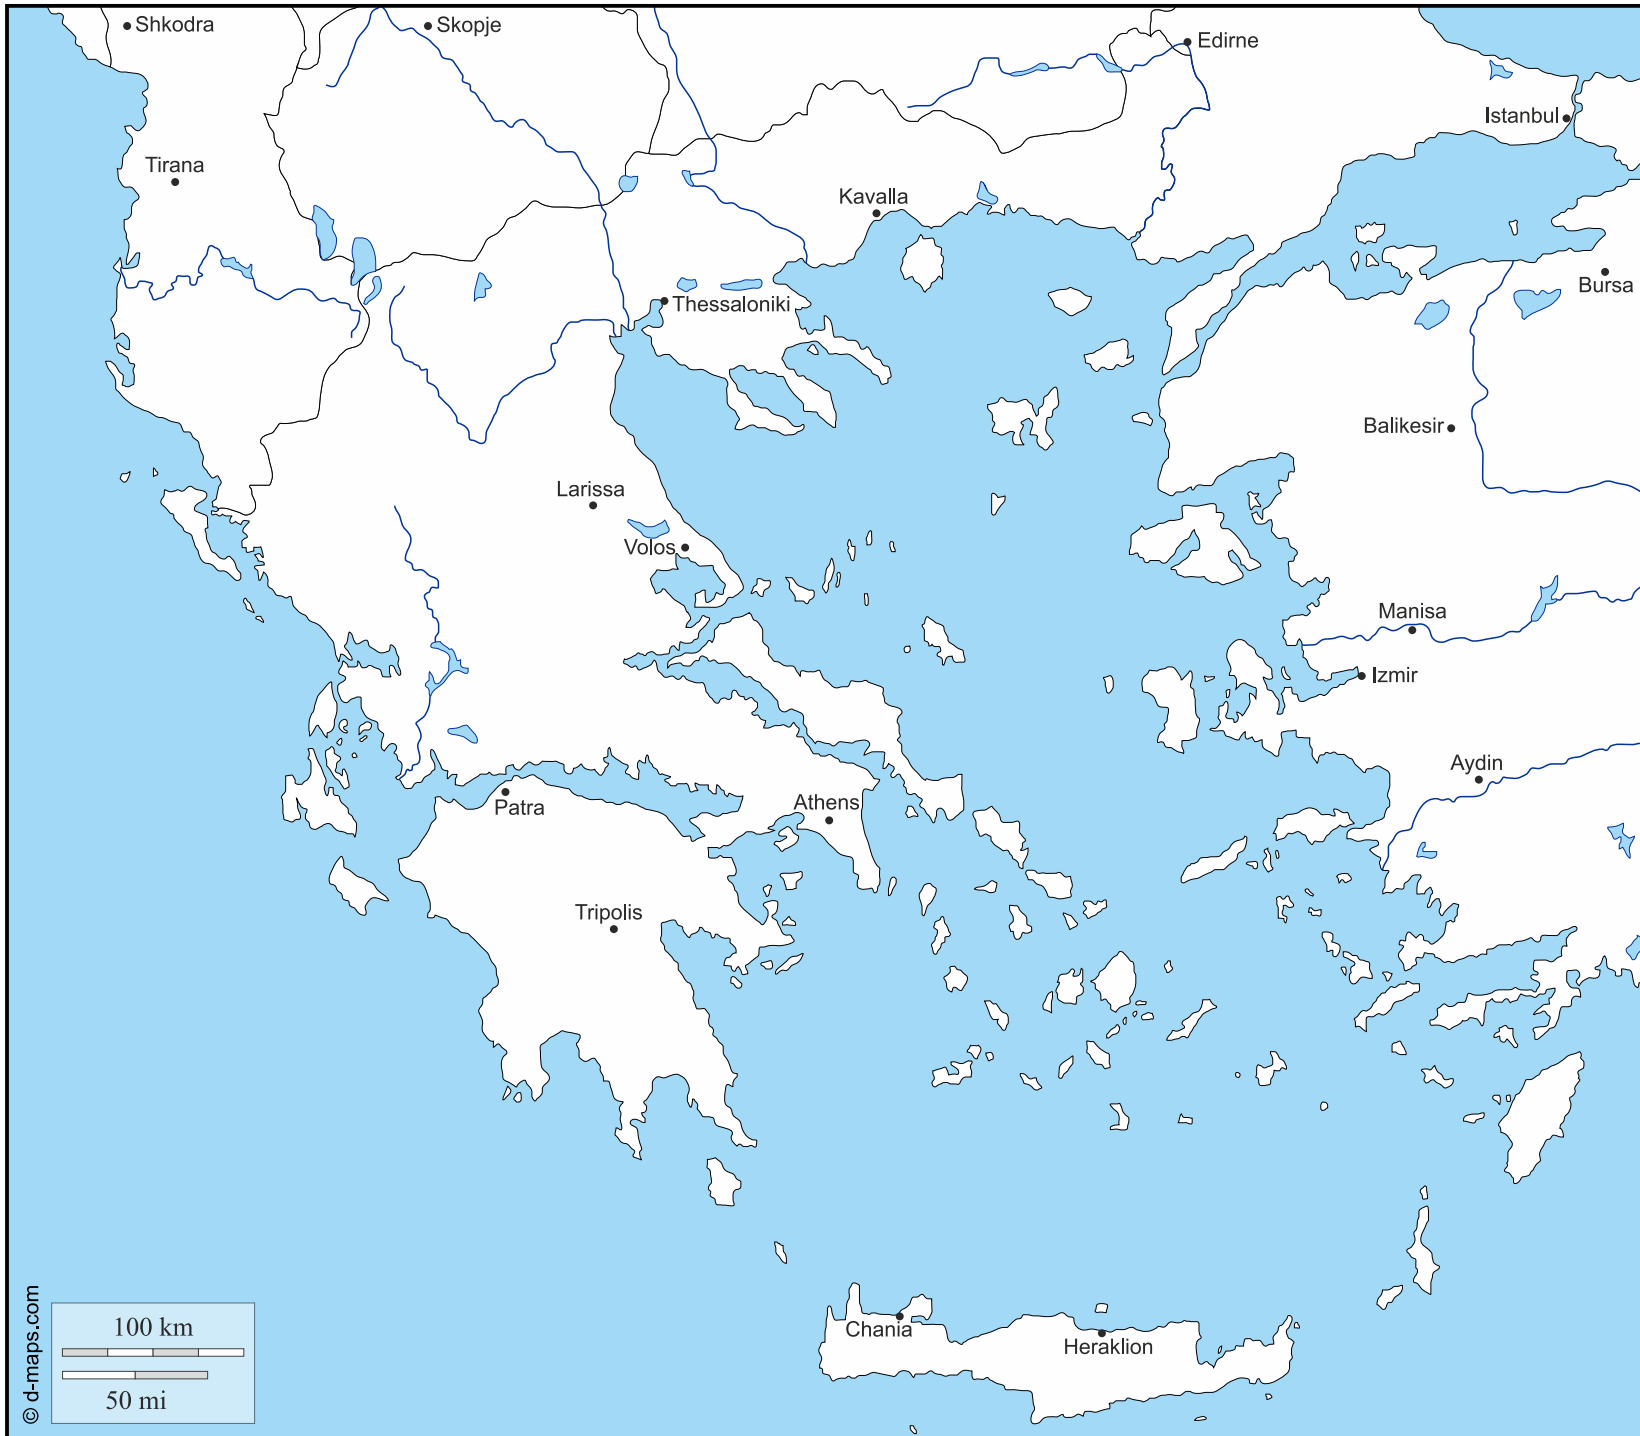 Shkodra
Skopje
Edirne
Istanbul
Tirana
Kavalla
Bursa
Thessaloniki
Balikesir
Larissa
Volos
Manisa
Izmir
Aydin
Patra
Athens
Tripolis
Chania
Heraklion
100 km
50 mi
© d-maps.com